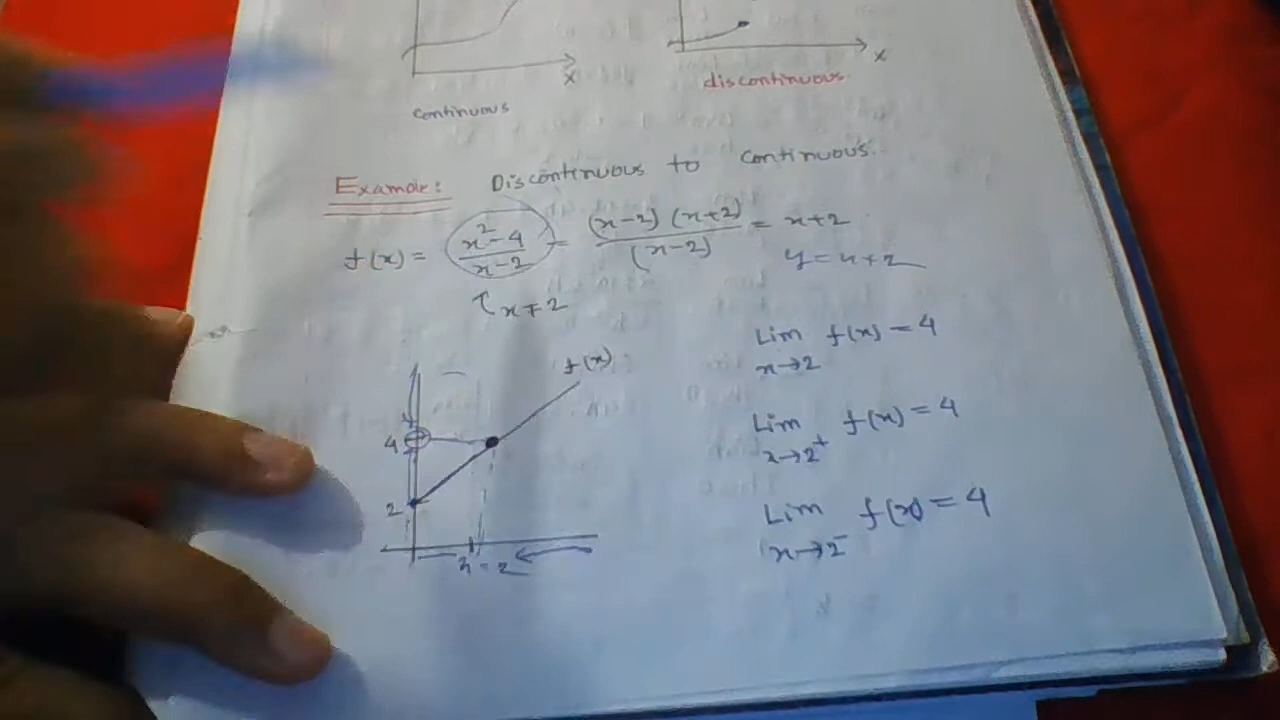 x
x
continuous
discontinuous
Example: Discontinuous to continuous.
f(x) = x²-4 / x-2 = (x-2) (x+2) / (x-2) = x+2
y = x+2
x ≠ 2
Lim f(x) = 4
x→2
f(x)
4
2
x = 2
Lim f(x) = 4
x→2⁺
Lim f(x) = 4
x→2⁻